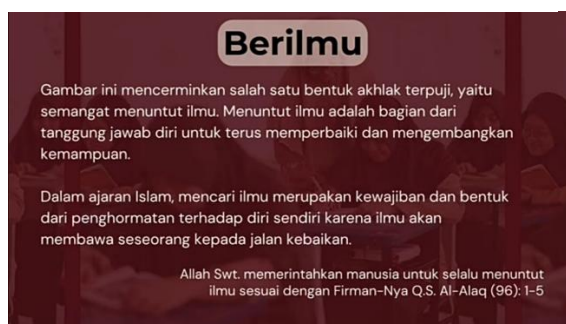 Berilmu
Gambar ini mencerminkan salah satu bentuk akhlak terpuji, yaitu
semangat menuntut ilmu. Menuntut ilmu adalah bagian dari
tanggung jawab diri untuk terus memperbaiki dan mengembangkan
kemampuan.
Dalam ajaran Islam, mencari ilmu merupakan kewajiban dan bentuk
dari penghormatan terhadap diri sendiri karena ilmu akan
membawa seseorang kepada jalan kebaikan.
Allah Swt. memerintahkan manusia untuk selalu menuntut
ilmu sesuai dengan Firman-Nya Q.S. Al-Alaq (96): 1-5